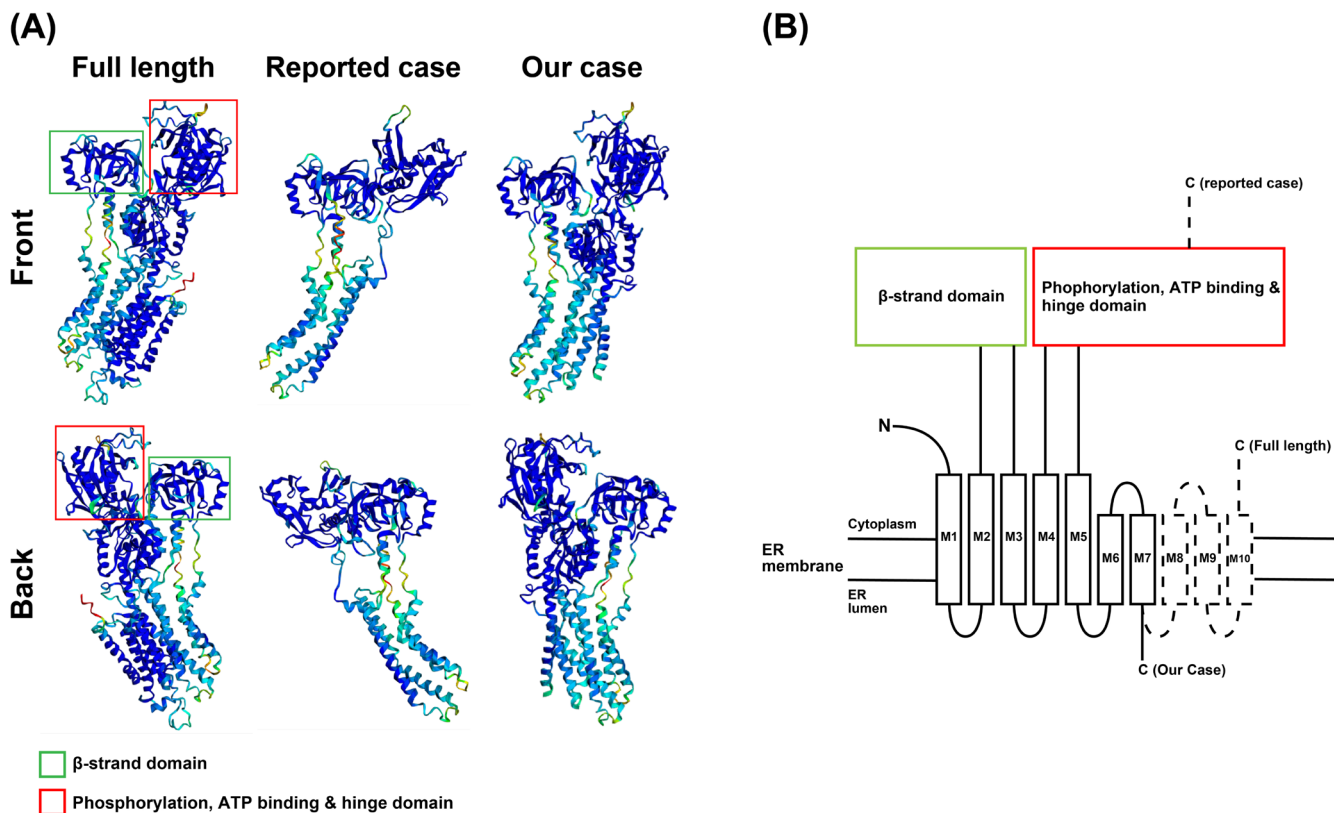 (A)
Full length
Reported case
Our case
Front
Back
β-strand domain
Phosphorylation, ATP binding & hinge domain
(B)
C (reported case)
β-strand domain
Phophorylation, ATP binding &
hinge domain
N
C (Full length)
Cytoplasm
ER
membrane
ER
lumen
M1
M2
M3
M4
M5
M6
M7
M8
M9
M10
C (Our Case)